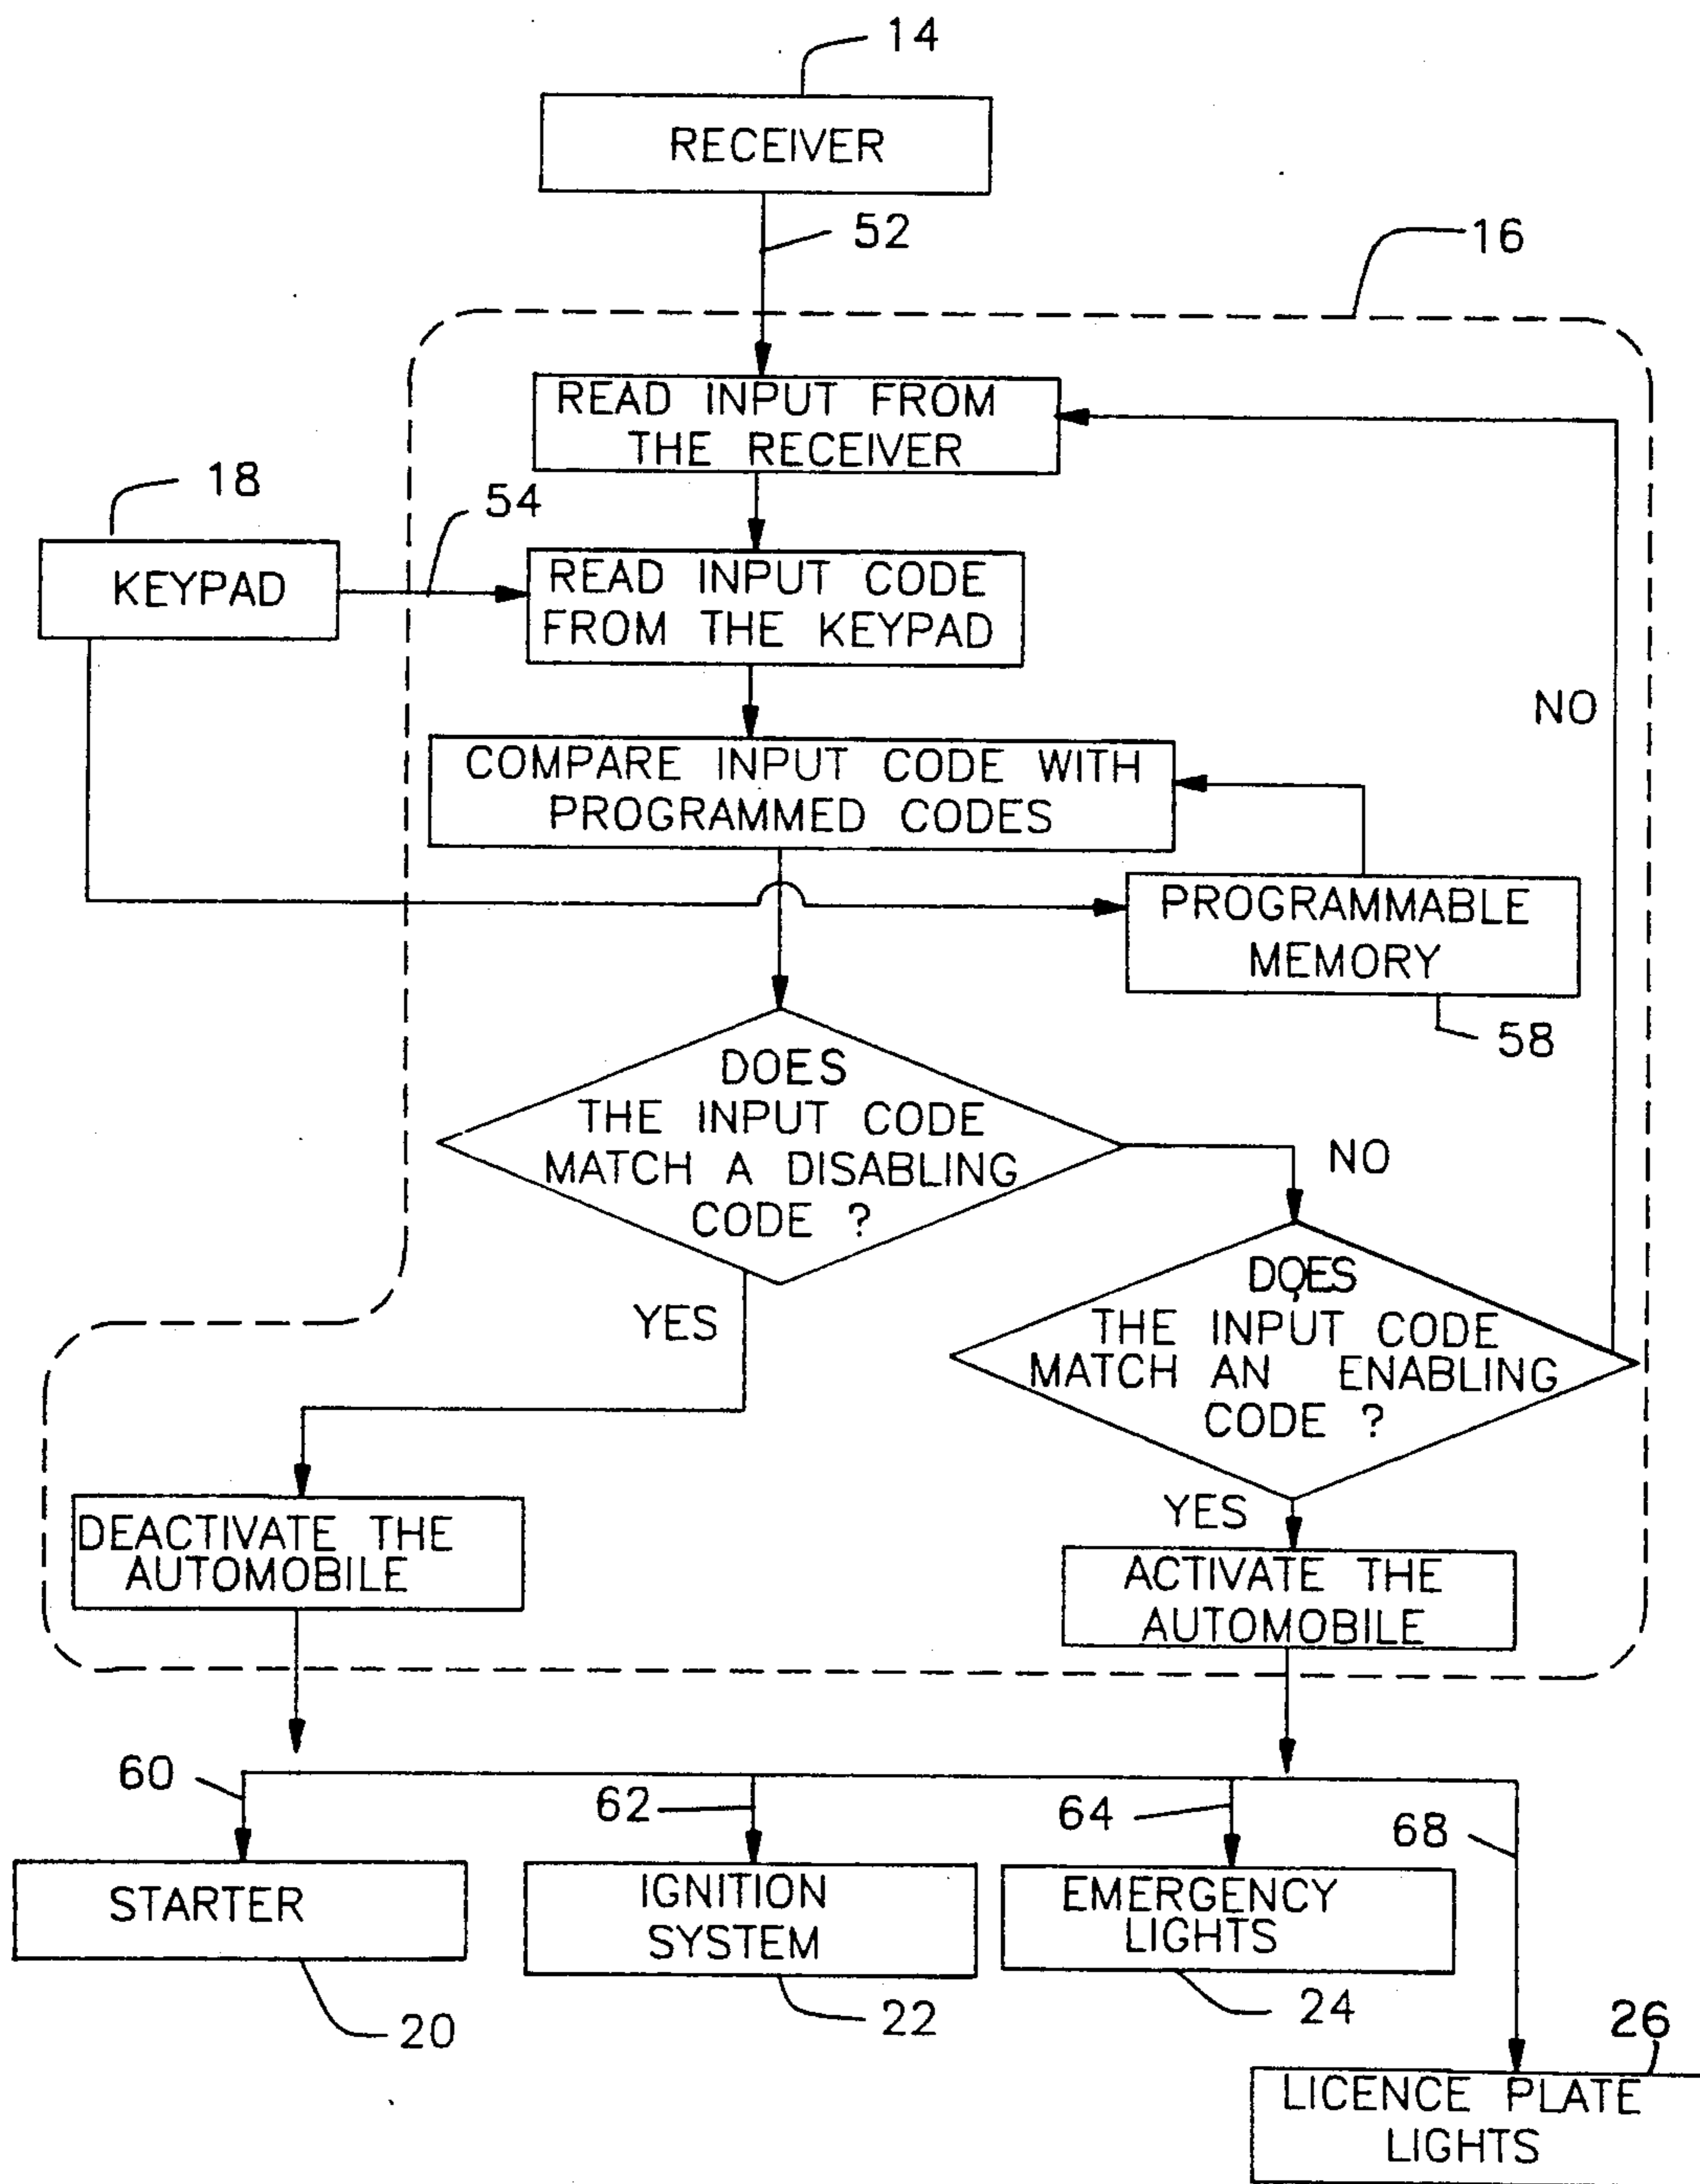 14
RECEIVER
52
16
READ INPUT FROM
THE RECEIVER
18
54
KEYPAD
READ INPUT CODE
FROM THE KEYPAD
NO
COMPARE INPUT CODE WITH
PROGRAMMED CODES
PROGRAMMABLE
MEMORY
58
DOES
THE INPUT CODE
MATCH A DISABLING
CODE ?
NO
YES
DOES
THE INPUT CODE
MATCH AN ENABLING
CODE ?
YES
DEACTIVATE THE
AUTOMOBILE
ACTIVATE THE
AUTOMOBILE
60
62
64
68
STARTER
IGNITION
SYSTEM
EMERGENCY
LIGHTS
20
22
24
26
LICENCE PLATE
LIGHTS